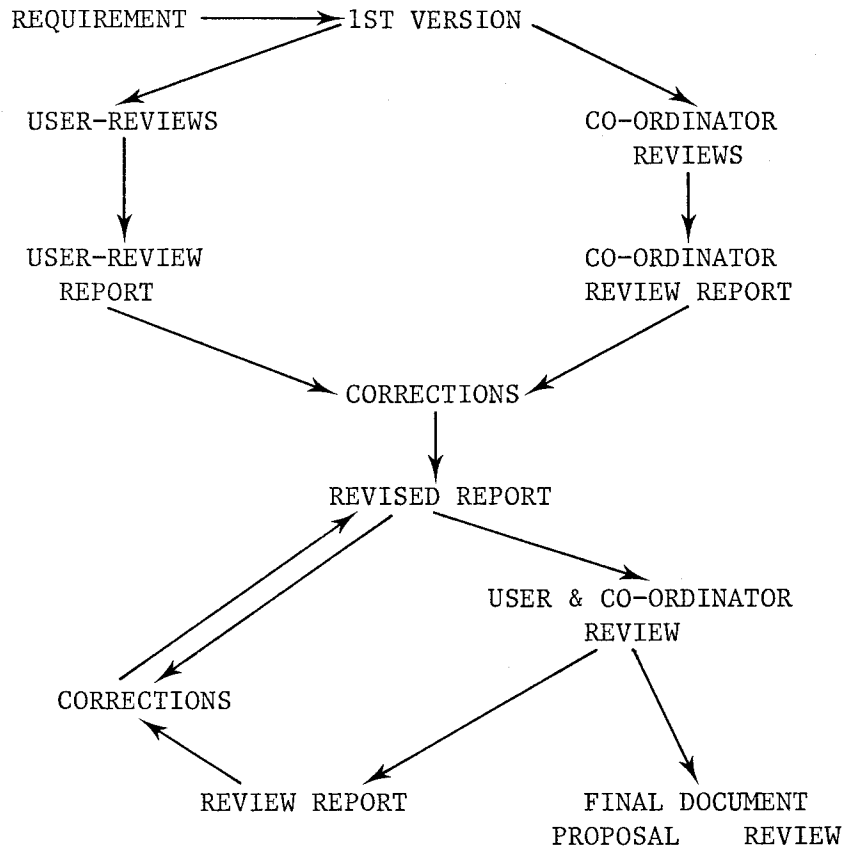 REQUIREMENT
1ST VERSION
USER-REVIEWS
CO-ORDINATOR
REVIEWS
USER-REVIEW
REPORT
CO-ORDINATOR
REVIEW REPORT
CORRECTIONS
REVISED REPORT
USER & CO-ORDINATOR
REVIEW
CORRECTIONS
REVIEW REPORT
FINAL DOCUMENT
PROPOSAL REVIEW